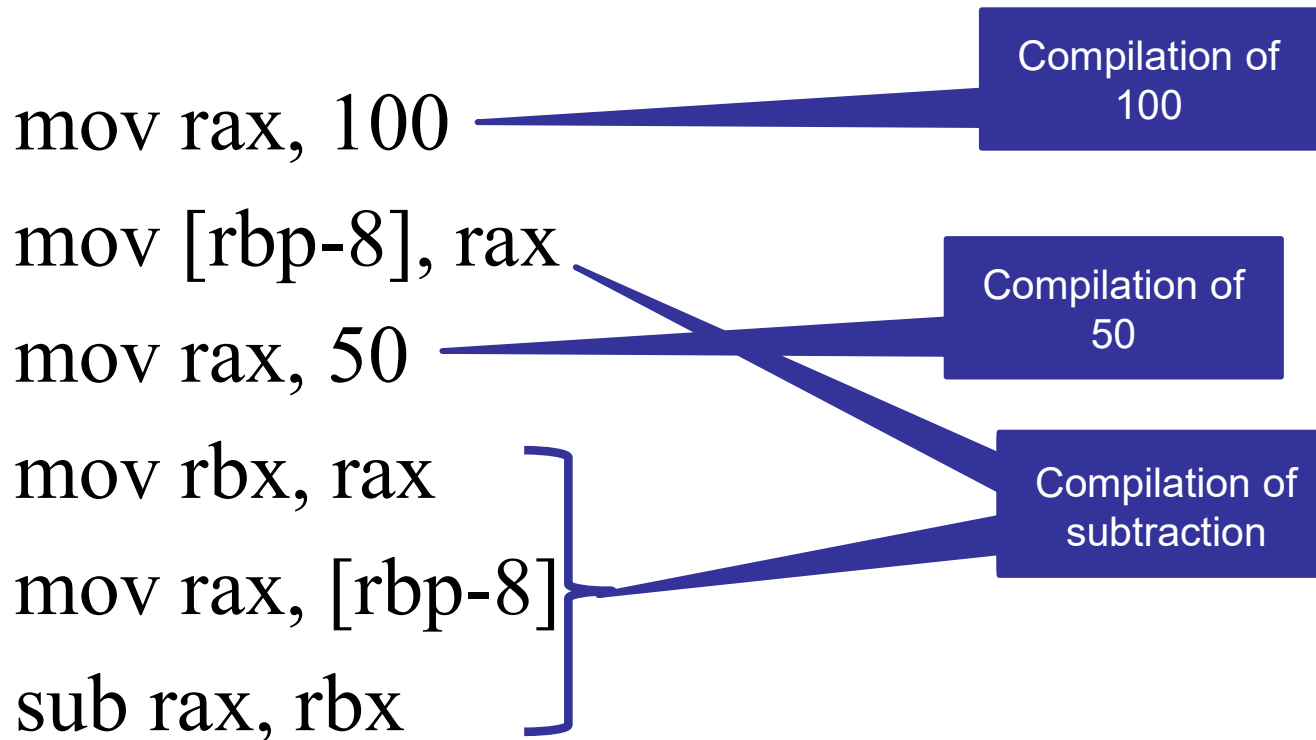 mov rax, 100
mov [rbp-8], rax
mov rax, 50
mov rbx, rax
mov rax, [rbp-8]
sub rax, rbx
Compilation of
100
Compilation of
50
Compilation of
subtraction